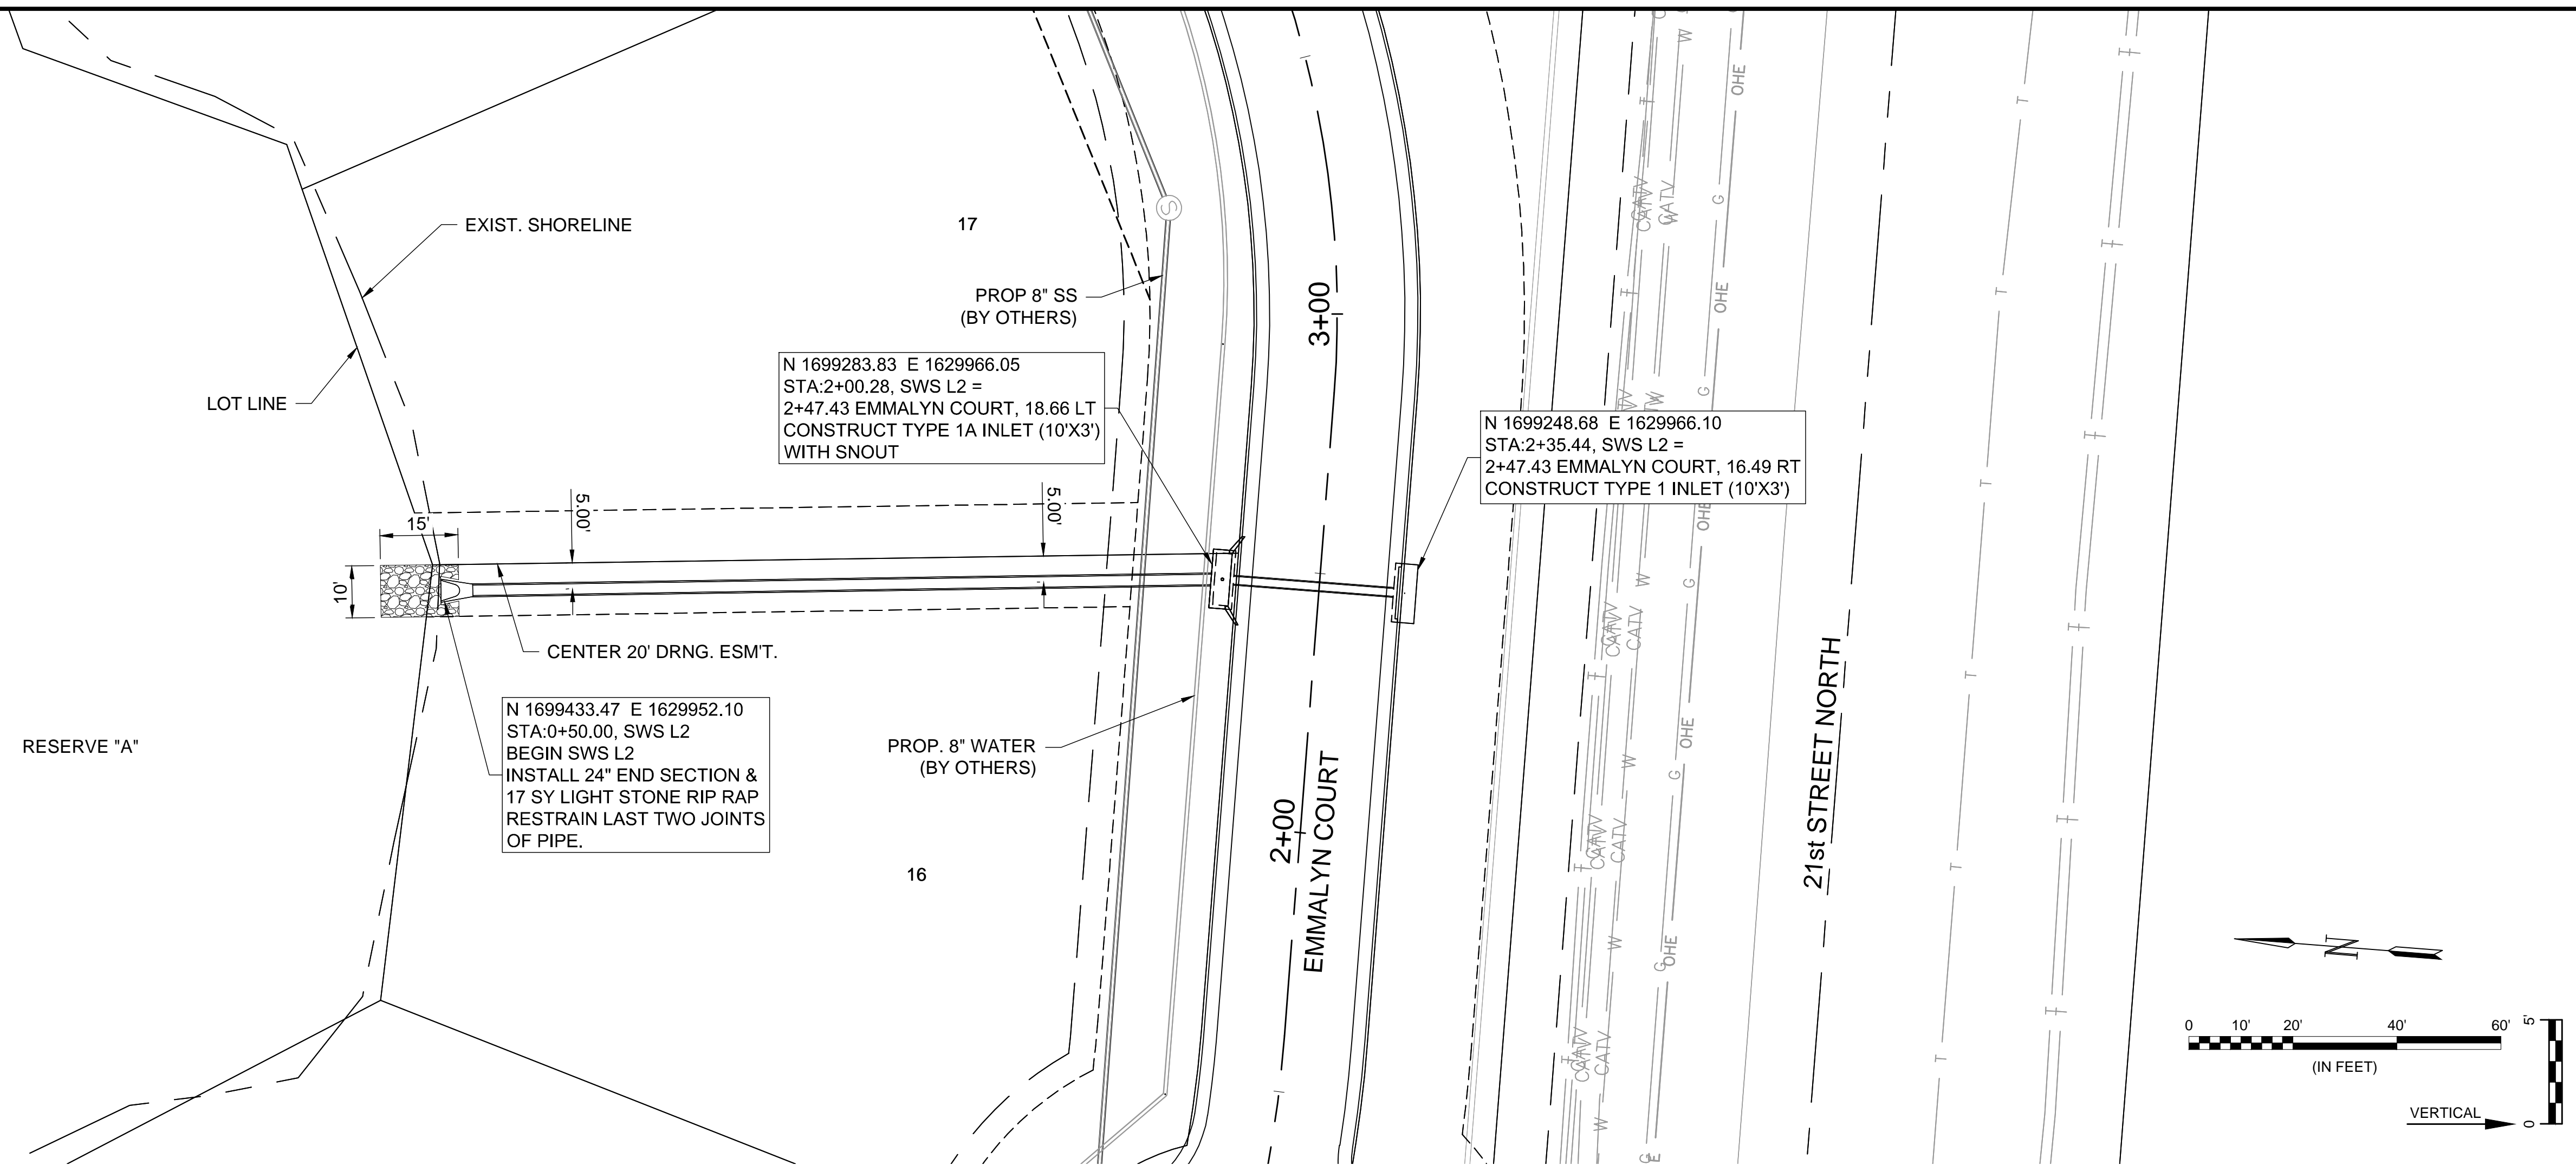 EXIST. SHORELINE
17
PROP 8" SS
(BY OTHERS)
S
3+00
LOT LINE
N 1699283.83 E 1629966.05
STA:2+00.28, SWS L2 =
2+47.43 EMMALYN COURT, 18.66 LT
CONSTRUCT TYPE 1A INLET (10'X3')
WITH SNOUT
N 1699248.68 E 1629966.10
STA:2+35.44, SWS L2 =
2+47.43 EMMALYN COURT, 16.49 RT
CONSTRUCT TYPE 1 INLET (10'X3')
15'
10'
5.00'
5.00'
CENTER 20' DRNG. ESM'T.
N 1699433.47 E 1629952.10
STA:0+50.00, SWS L2
BEGIN SWS L2
INSTALL 24" END SECTION &
17 SY LIGHT STONE RIP RAP
RESTRAIN LAST TWO JOINTS
OF PIPE.
RESERVE "A"
PROP. 8" WATER
(BY OTHERS)
16
2+00
EMMALYN COURT
21st STREET NORTH
W
OHE
CATV
CATV
CATV
W
T
G
OHE
G
OHE
CATV
CATV
W
W
G
OHE
G
CATV
CATV
W
W
G
OHE
CATV
CATV
W
G
T
T
T
T
T
T
N
0 10' 20' 40' 60'
(IN FEET)
VERTICAL
0
5'